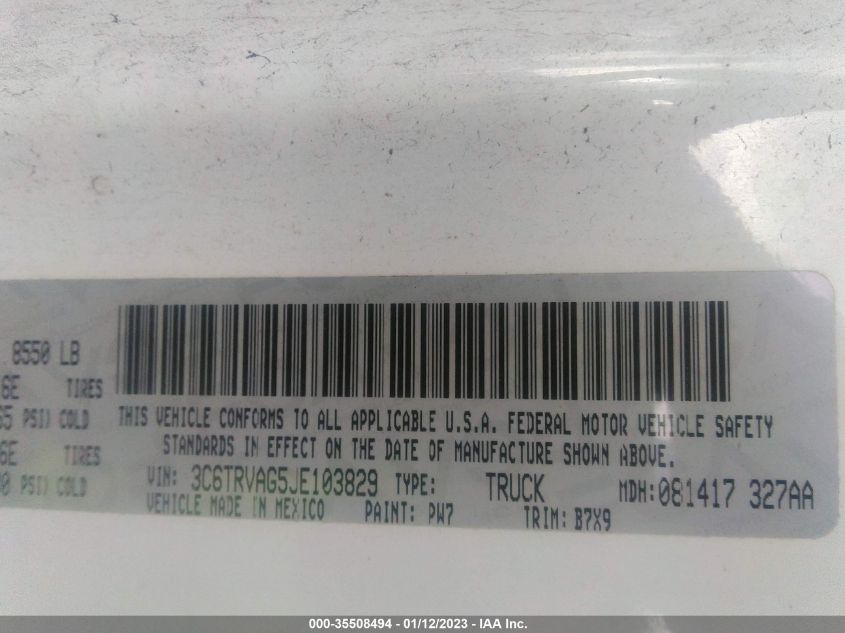 8550 LB
6E TIRES
65 PSI) COLD
6E TIRES
0 PSI) COLD
THIS VEHICLE CONFORMS TO ALL APPLICABLE U.S.A. FEDERAL MOTOR VEHICLE SAFETY
STANDARDS IN EFFECT ON THE DATE OF MANUFACTURE SHOWN ABOVE.
VIN: 3C6TRVAG5JE103829 TYPE: TRUCK MDH:081417 327AA
VEHICLE MADE IN MEXICO PAINT: PW7 TRIM: B7X9
000-35508494 - 01/12/2023 - IAA Inc.